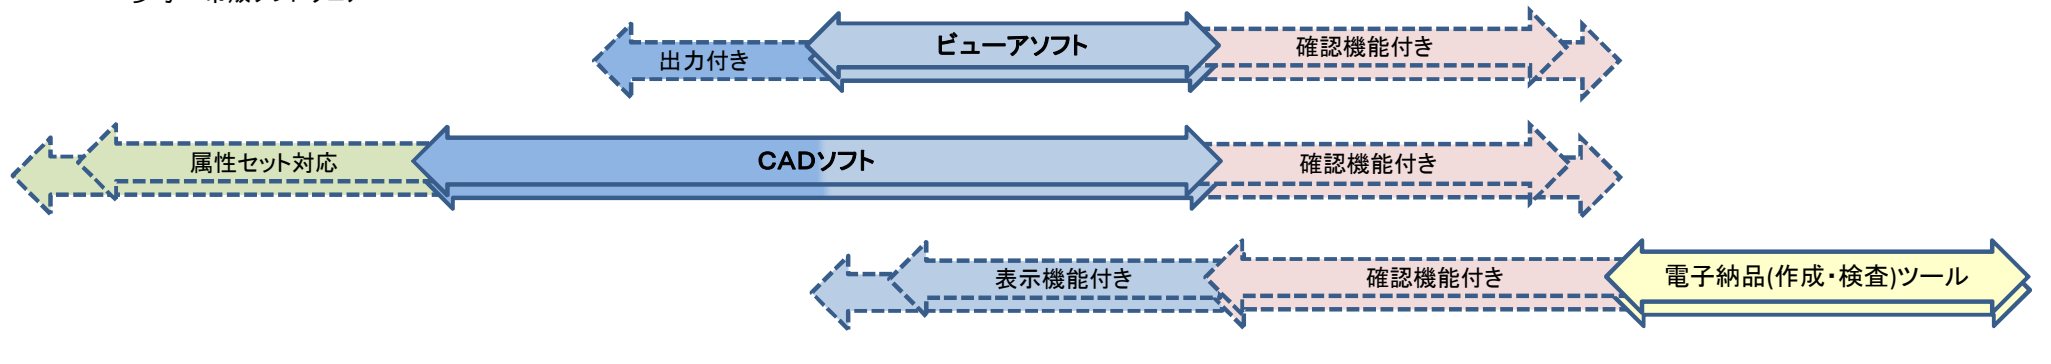 出力付き
ビューアソフト
確認機能付き
属性セット対応
CADソフト
確認機能付き
表示機能付き
確認機能付き
電子納品(作成・検査)ツール